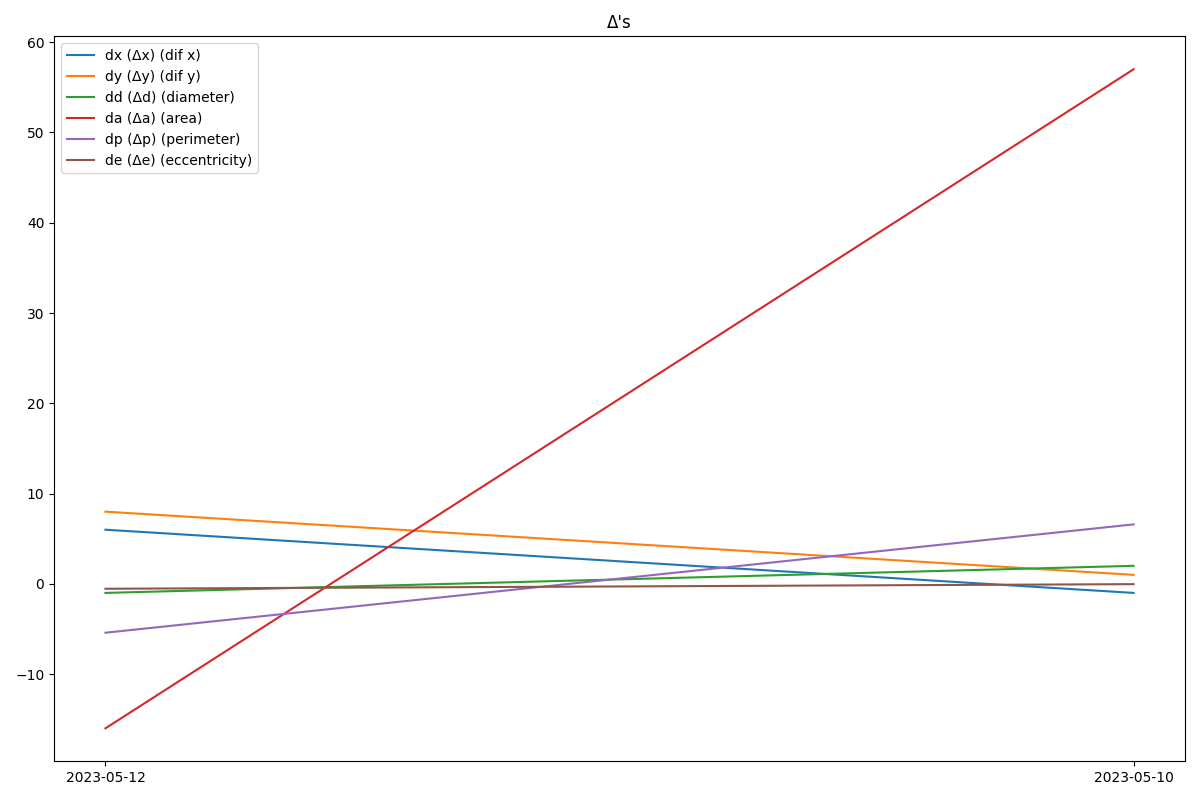 Δ's
60
50
40
30
20
10
0
−10
dx (Δx) (dif x)
dy (Δy) (dif y)
dd (Δd) (diameter)
da (Δa) (area)
dp (Δp) (perimeter)
de (Δe) (eccentricity)
2023-05-12
2023-05-10